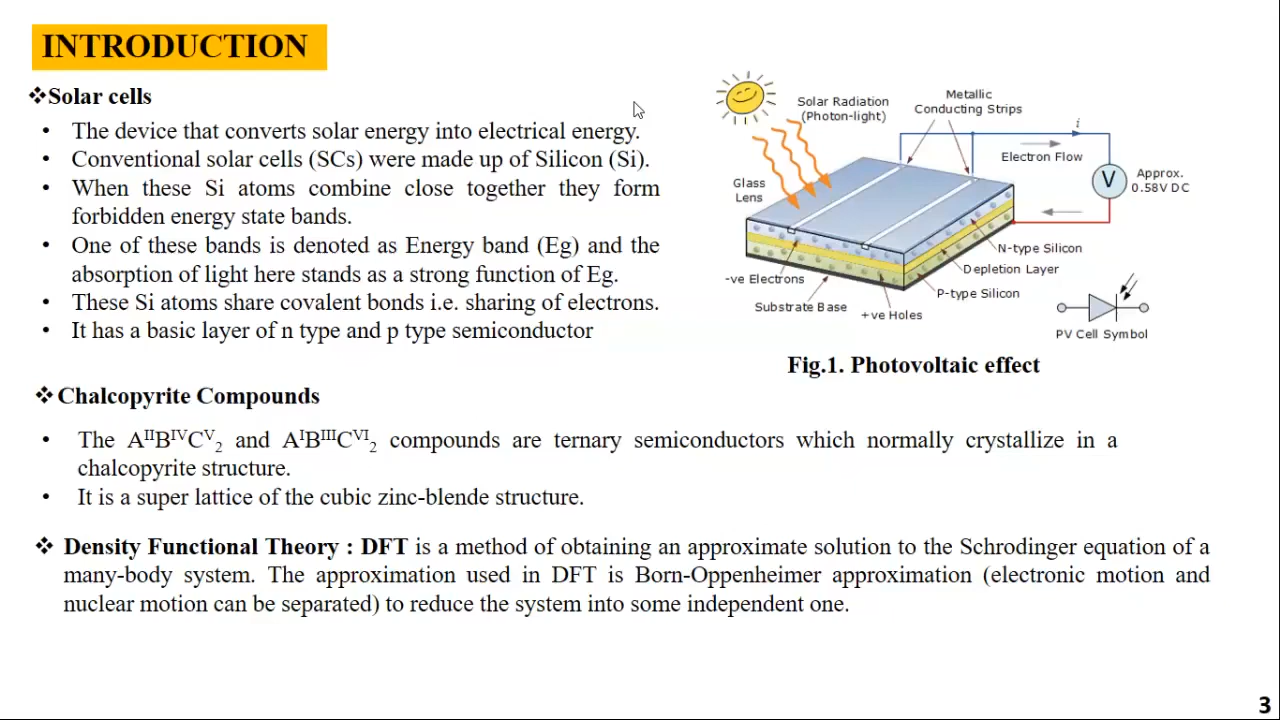 INTRODUCTION
❖Solar cells
• The device that converts solar energy into electrical energy.
• Conventional solar cells (SCs) were made up of Silicon (Si).
• When these Si atoms combine close together they form
forbidden energy state bands.
• One of these bands is denoted as Energy band (Eg) and the
absorption of light here stands as a strong function of Eg.
• These Si atoms share covalent bonds i.e. sharing of electrons.
• It has a basic layer of n type and p type semiconductor
Solar Radiation
(Photon-light)
Metallic
Conducting Strips
i
Electron Flow
Glass
Lens
V
Approx.
0.58V DC
N-type Silicon
Depletion Layer
-ve Electrons
P-type Silicon
Substrate Base
+ve Holes
PV Cell Symbol
Fig.1. Photovoltaic effect
❖Chalcopyrite Compounds
• The AᴵᴵBᴵⱽCⱽ₂ and AᴵBᴵᴵᴵCⱽᴵ₂ compounds are ternary semiconductors which normally crystallize in a
chalcopyrite structure.
• It is a super lattice of the cubic zinc-blende structure.
❖ Density Functional Theory : DFT is a method of obtaining an approximate solution to the Schrodinger equation of a
many-body system. The approximation used in DFT is Born-Oppenheimer approximation (electronic motion and
nuclear motion can be separated) to reduce the system into some independent one.
3